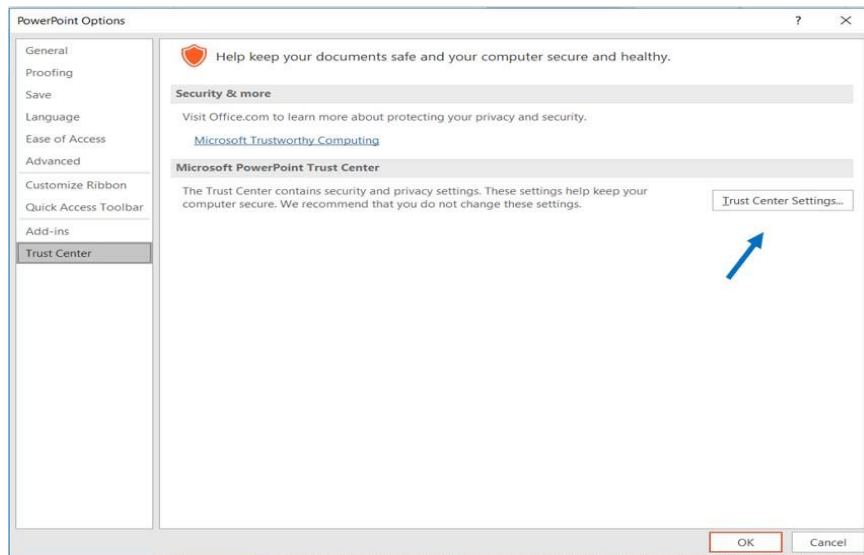 PowerPoint Options
?
General
Proofing
Save
Language
Ease of Access
Advanced
Customize Ribbon
Quick Access Toolbar
Add-ins
Trust Center
Help keep your documents safe and your computer secure and healthy.
Security & more
Visit Office.com to learn more about protecting your privacy and security.
Microsoft Trustworthy Computing
Microsoft PowerPoint Trust Center
The Trust Center contains security and privacy settings. These settings help keep your
computer secure. We recommend that you do not change these settings.
Trust Center Settings...
OK
Cancel